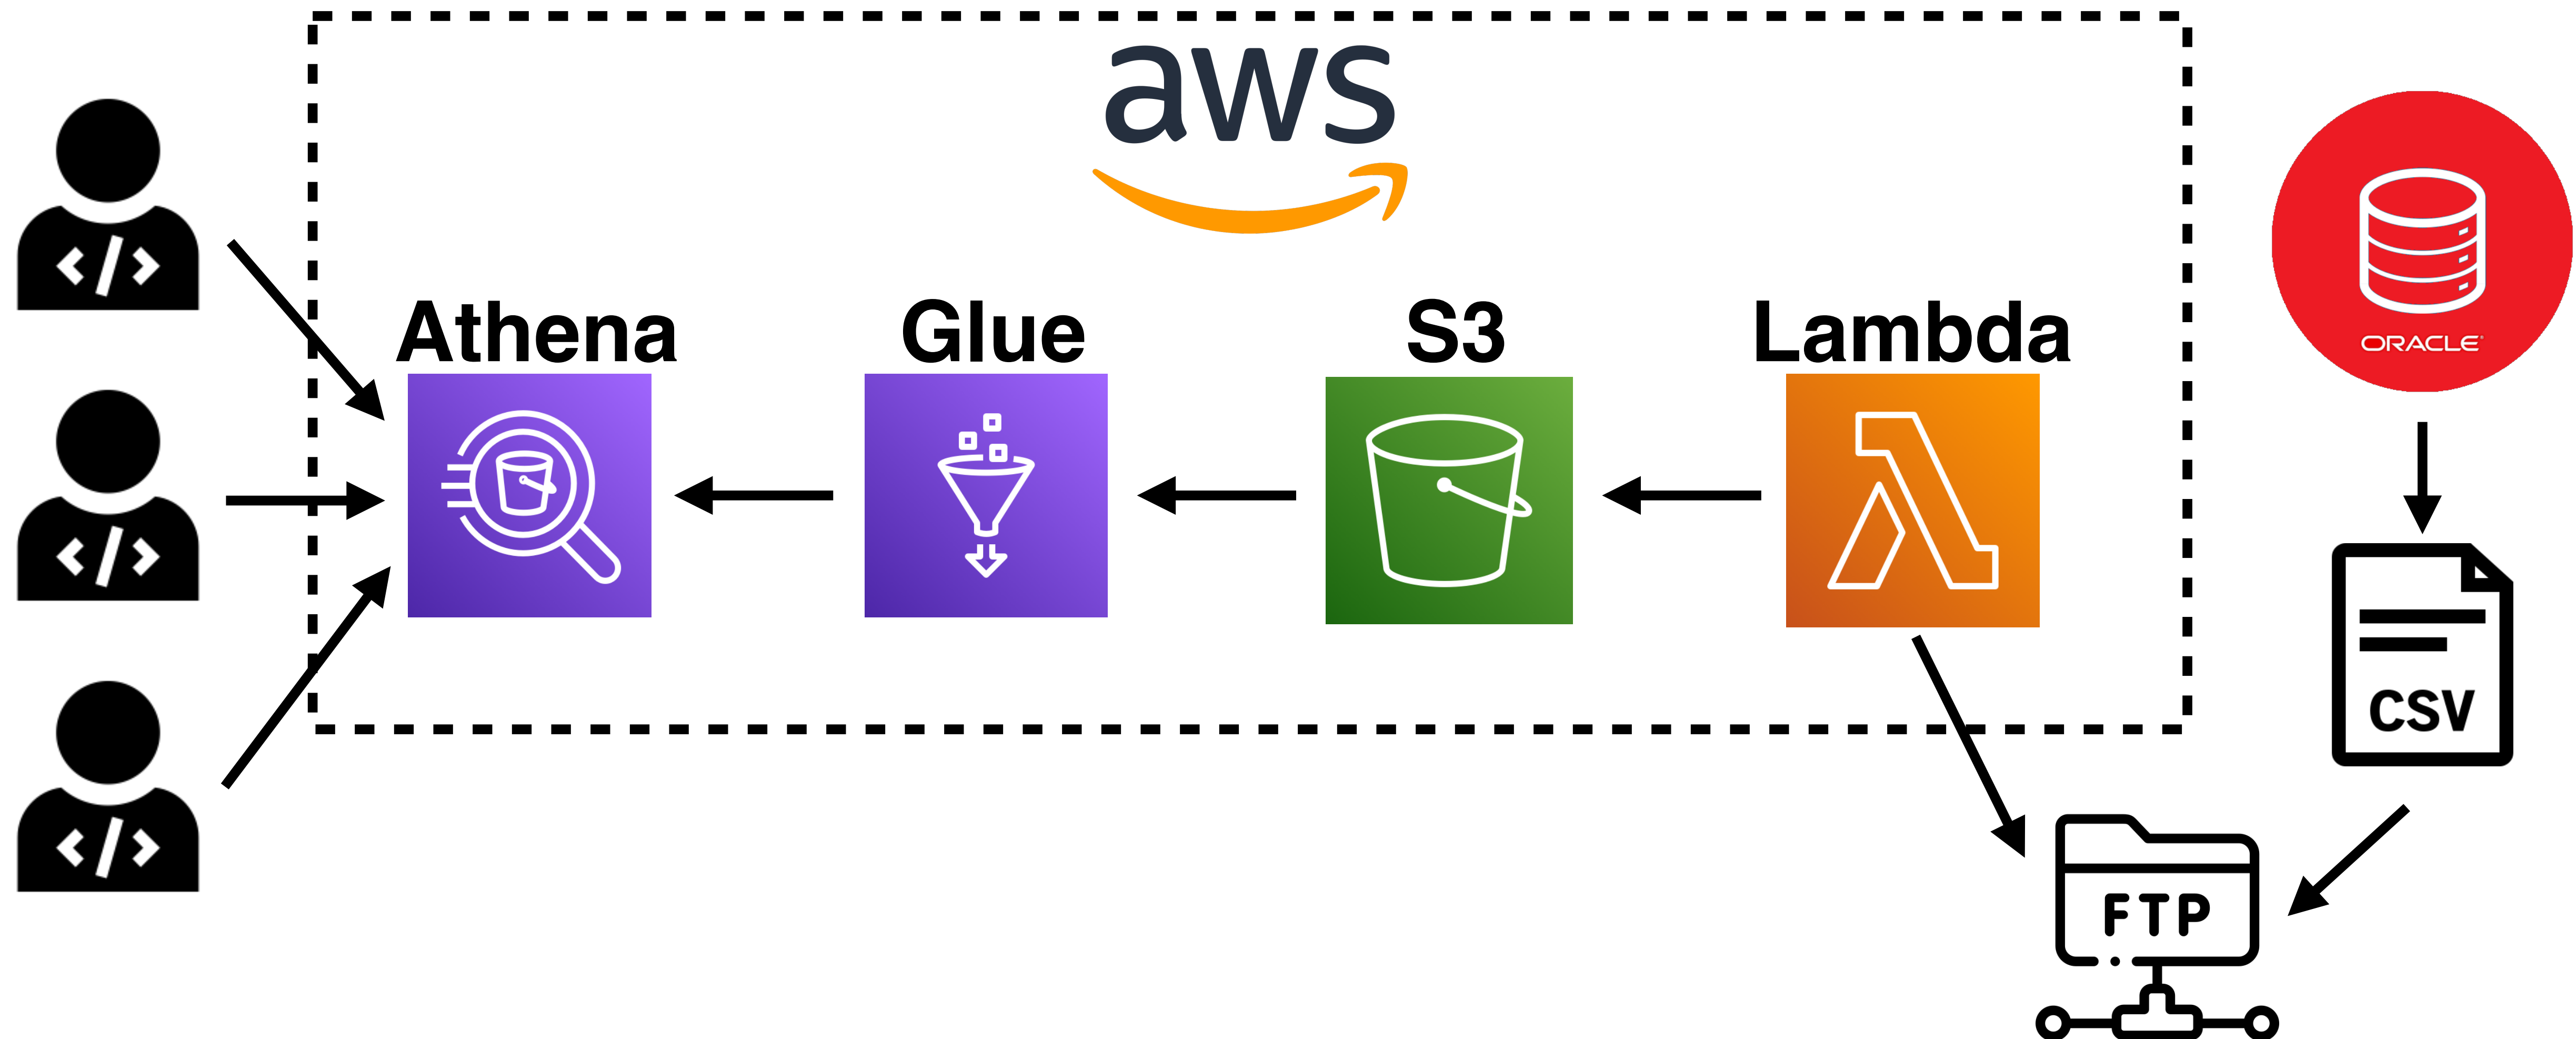 aws
Athena
Glue
S3
Lambda
ORACLE
</>
</>
</>
CSV
FTP